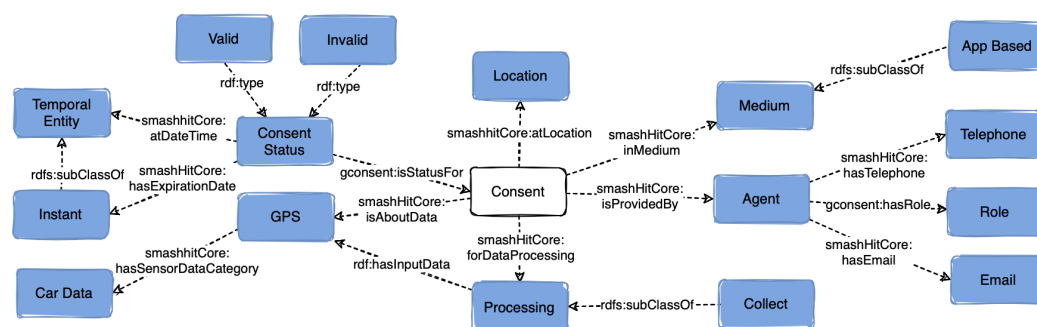 Valid
Invalid
App Based
rdf:type
rdf:type
Location
rdfs:subClassOf
Temporal
Entity
smashhitCore:
atDateTime
Consent
Status
Medium
smashhitCore:atLocation
smashHitCore:
inMedium
Telephone
rdfs:subClassOf
smashHitCore:
hasExpirationDate
gconsent:isStatusFor
smashHitCore:
hasTelephone
Instant
GPS
smashHitCore:
isAboutData
Consent
smashHitCore:
isProvidedBy
Agent
gconsent:hasRole
Role
smashhitCore:
hasSensorDataCategory
rdf:hasInputData
smashHitCore:
forDataProcessing
smashHitCore:
hasEmail
Car Data
Processing
rdfs:subClassOf
Collect
Email